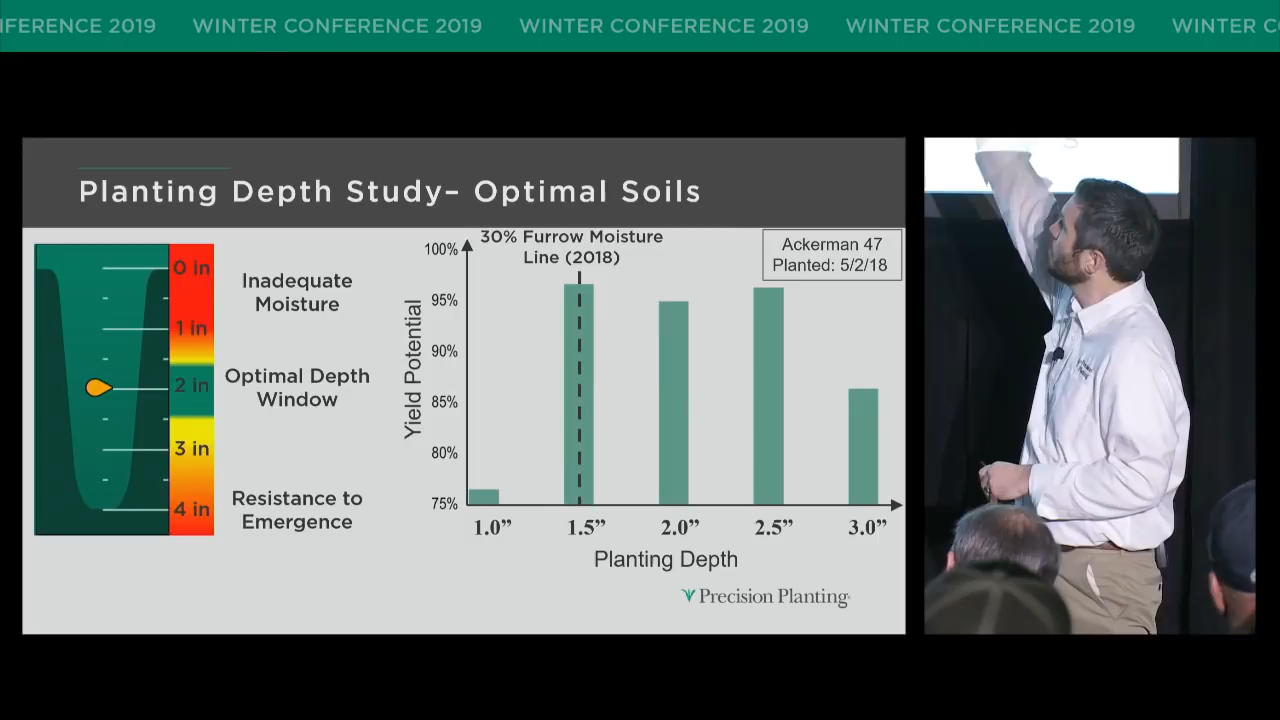 FERENCE 2019 WINTER CONFERENCE 2019 WINTER CONFERENCE 2019 WINTER CONFERENCE 2019 WINTER
Planting Depth Study– Optimal Soils
0 in
1 in
2 in
3 in
4 in
Inadequate
Moisture
Optimal Depth
Window
Resistance to
Emergence
30% Furrow Moisture
Line (2018)
Ackerman 47
Planted: 5/2/18
Yield Potential
100%
95%
90%
85%
80%
75%
1.0” 1.5” 2.0” 2.5” 3.0”
Planting Depth
Precision Planting